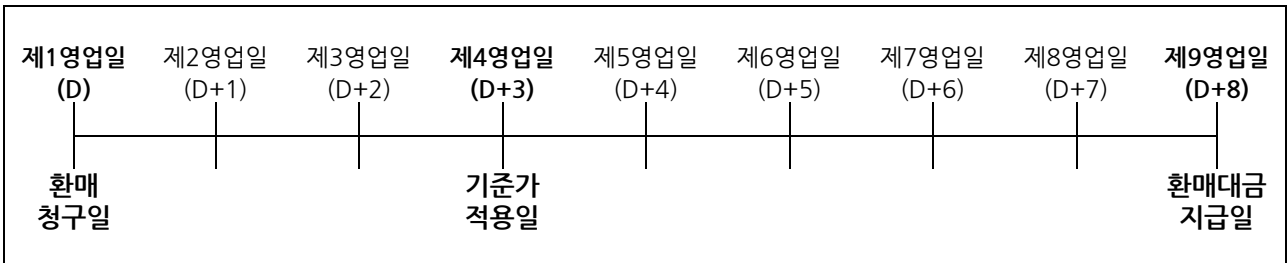 제1영업일 제2영업일 제3영업일 제4영업일 제5영업일 제6영업일 제7영업일 제8영업일 제9영업일
(D) (D+1) (D+2) (D+3) (D+4) (D+5) (D+6) (D+7) (D+8)
환매 기준가 환매대금
청구일 적용일 지급일